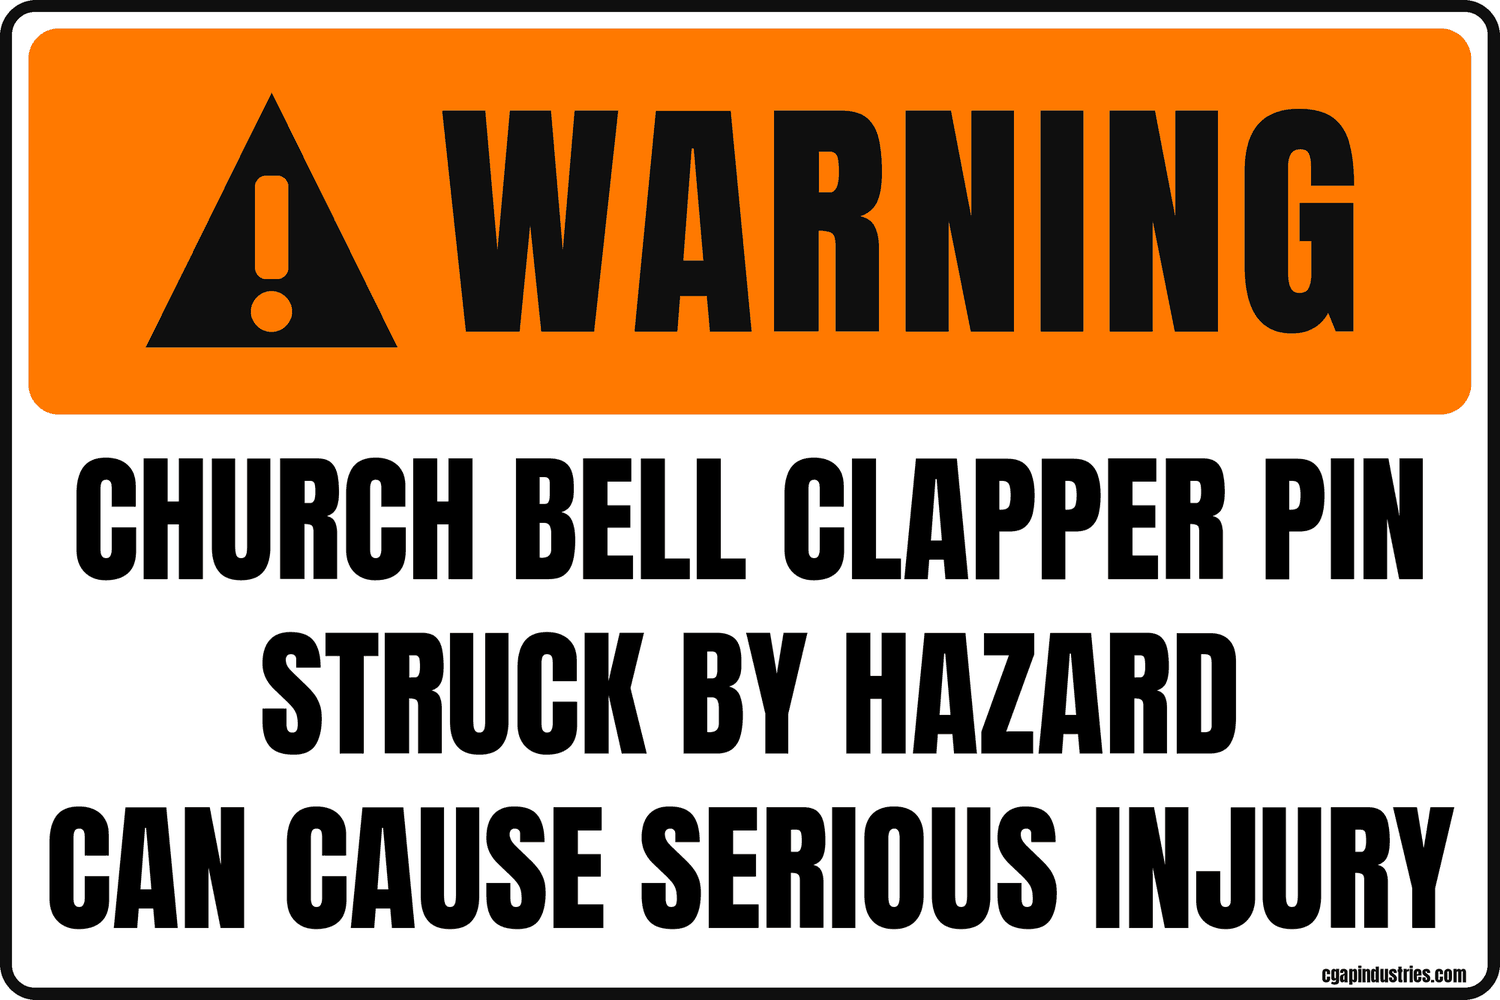 WARNING
CHURCH BELL CLAPPER PIN
STRUCK BY HAZARD
CAN CAUSE SERIOUS INJURY
cgapindustries.com